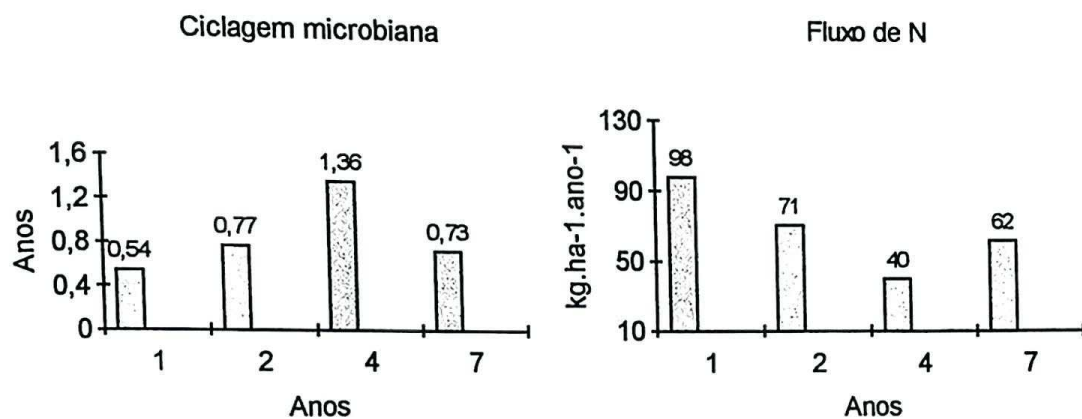 Ciclagem microbiana
Anos
1,6
1,2
0,8
0,4
0
0,54
0,77
1,36
0,73
1 2 4 7
Anos
Fluxo de N
kg.ha-1.ano-1
130
90
50
10
98
71
40
62
1 2 4 7
Anos